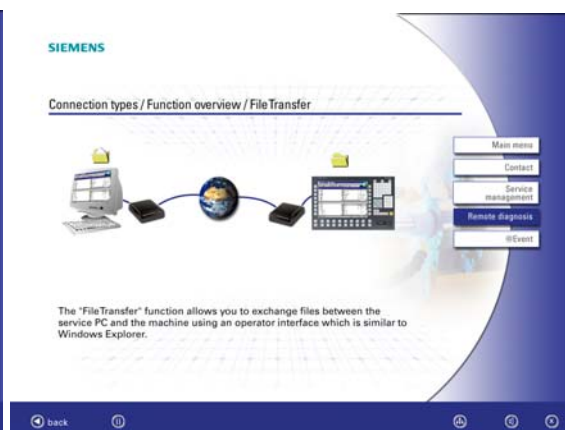 SIEMENS
Connection types / Function overview / FileTransfer
Main menu
Contact
Service
management
Remote diagnosis
@Event
The "FileTransfer" function allows you to exchange files between the
service PC and the machine using an operator interface which is similar to
Windows Explorer.
back